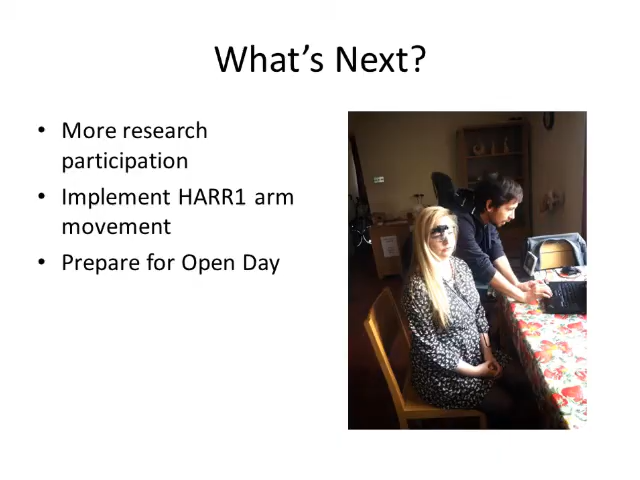 What's Next?
• More research
participation
• Implement HARR1 arm
movement
• Prepare for Open Day